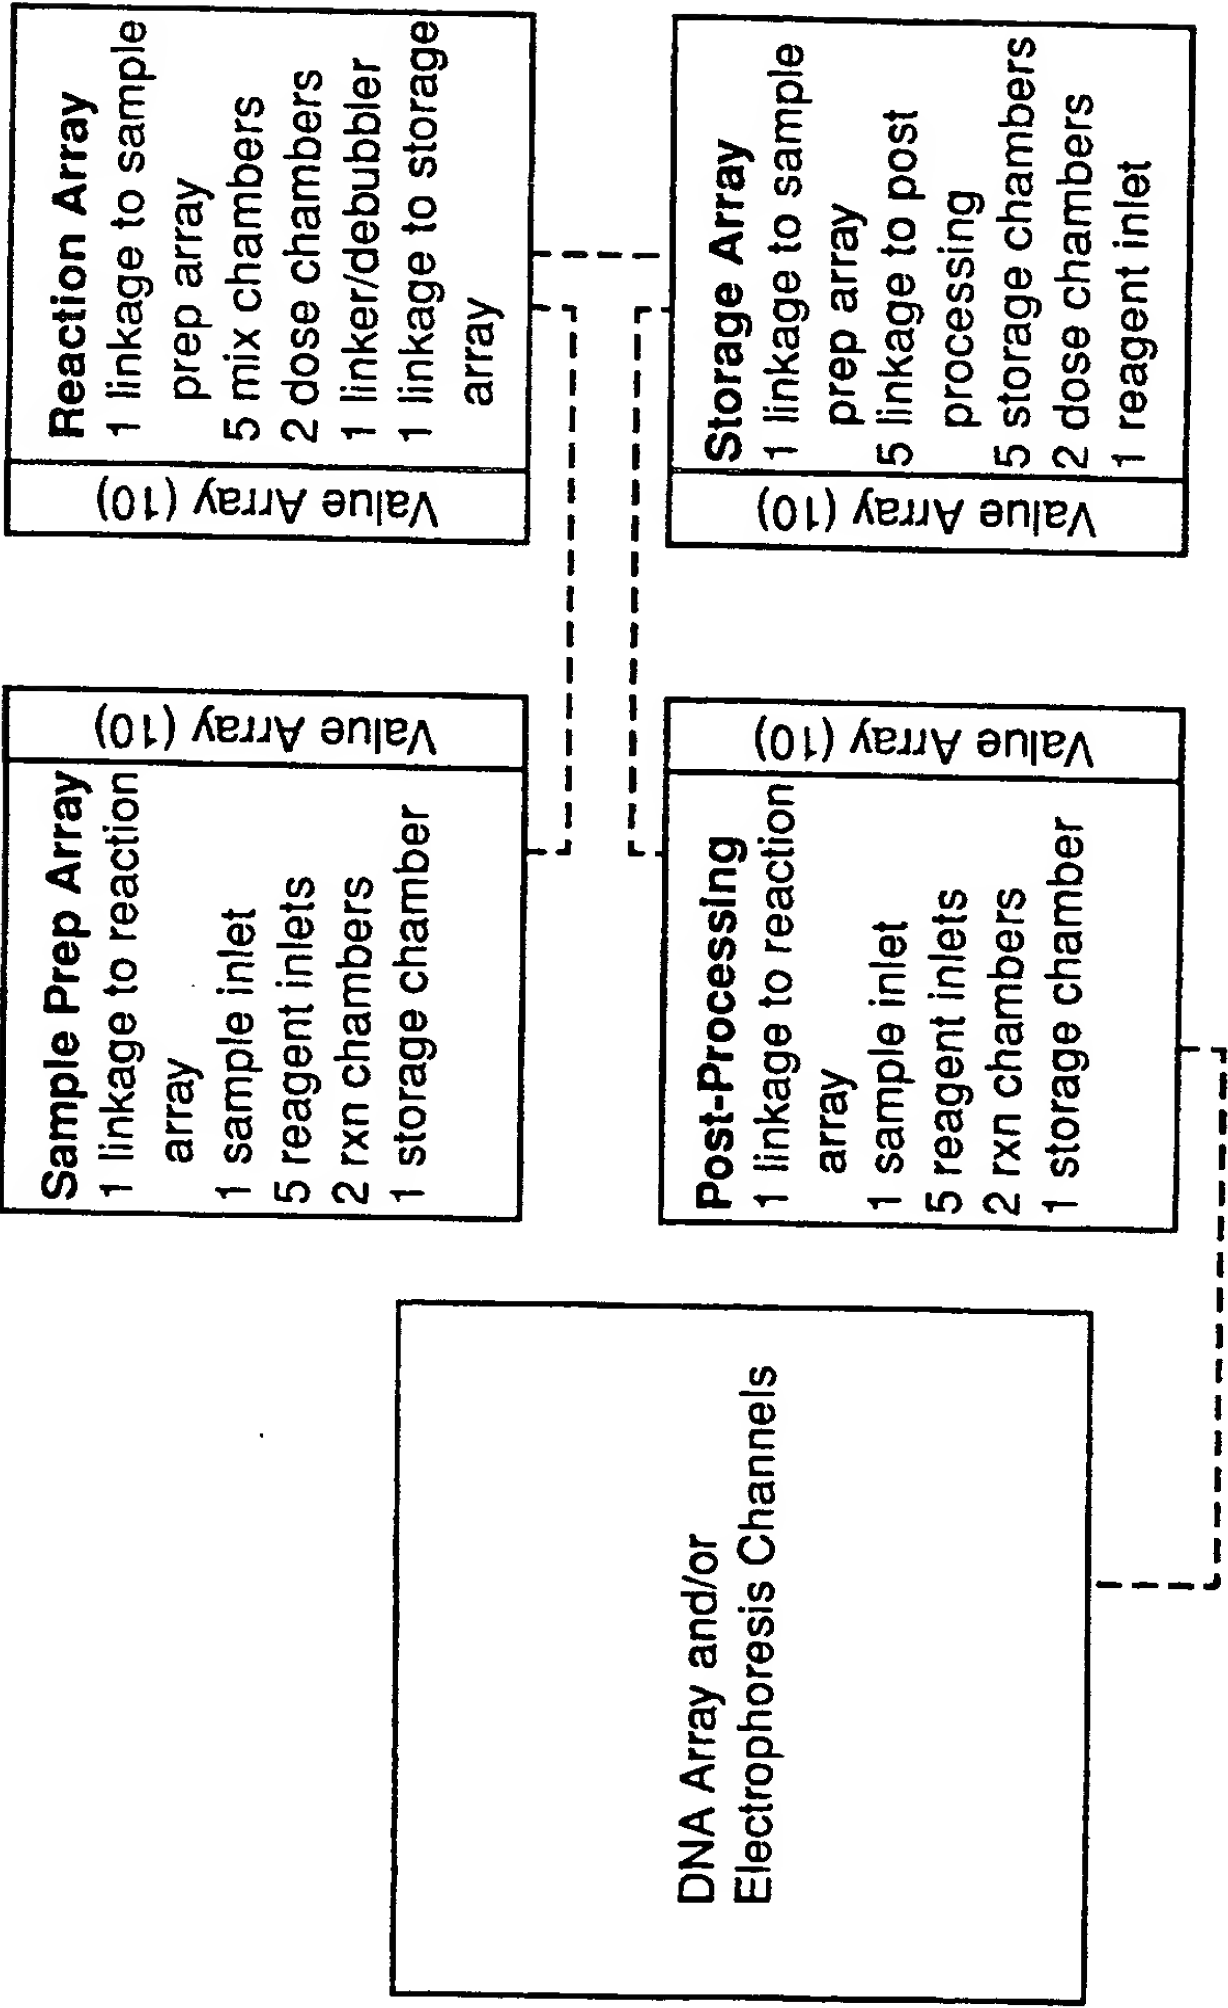 Sample Prep Array
1 linkage to reaction
array
1 sample inlet
5 reagent inlets
2 rxn chambers
1 storage chamber
Value Array (10)
Reaction Array
1 linkage to sample
prep array
5 mix chambers
2 dose chambers
1 linker/debubbler
1 linkage to storage
array
Value Array (10)
DNA Array and/or
Electrophoresis Channels
Post-Processing
1 linkage to reaction
array
1 sample inlet
5 reagent inlets
2 rxn chambers
1 storage chamber
Value Array (10)
Storage Array
1 linkage to sample
prep array
5 linkage to post
processing
5 storage chambers
2 dose chambers
1 reagent inlet
Value Array (10)